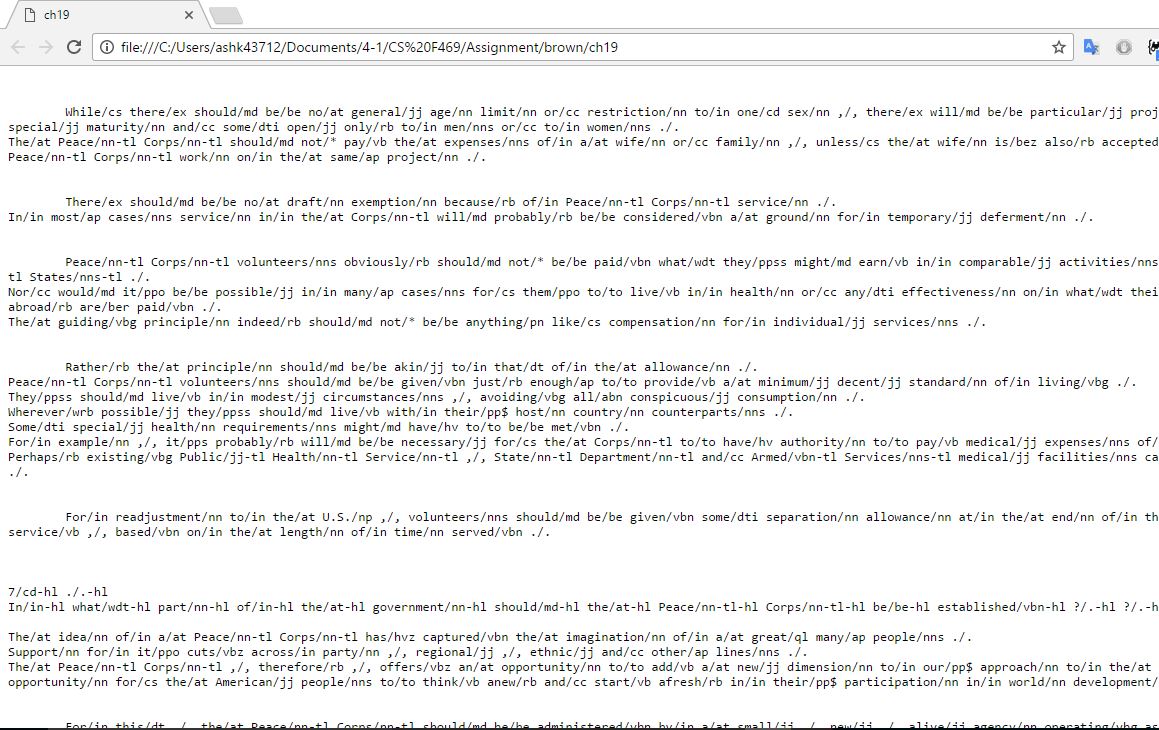 ch19
file:///C:/Users/ashk43712/Documents/4-1/CS%20F469/Assignment/brown/ch19
While/cs there/ex should/md be/be no/at general/jj age/nn limit/nn or/cc restriction/nn to/in one/cd sex/nn ,/, there/ex will/md be/be particular/jj proj
special/jj maturity/nn and/cc some/dti open/jj only/rb to/in men/nns or/cc to/in women/nns ./.
The/at Peace/nn-tl Corps/nn-tl should/md not/* pay/vb the/at expenses/nns of/in a/at wife/nn or/cc family/nn ,/, unless/cs the/at wife/nn is/bez also/rb accepted
Peace/nn-tl Corps/nn-tl work/nn on/in the/at same/ap project/nn ./.
There/ex should/md be/be no/at draft/nn exemption/nn because/rb of/in Peace/nn-tl Corps/nn-tl service/nn ./.
In/in most/ap cases/nns service/nn in/in the/at Corps/nn-tl will/md probably/rb be/be considered/vbn a/at ground/nn for/in temporary/jj deferment/nn ./.
Peace/nn-tl Corps/nn-tl volunteers/nns obviously/rb should/md not/* be/be paid/vbn what/wdt they/ppss might/md earn/vb in/in comparable/jj activities/nns
tl States/nns-tl ./.
Nor/cc would/md it/ppo be/be possible/jj in/in many/ap cases/nns for/cs them/ppo to/to live/vb in/in health/nn or/cc any/dti effectiveness/nn on/in what/wdt thei
abroad/rb are/ber paid/vbn ./.
The/at guiding/vbg principle/nn indeed/rb should/md not/* be/be anything/pn like/cs compensation/nn for/in individual/jj services/nns ./.
Rather/rb the/at principle/nn should/md be/be akin/jj to/in that/dt of/in the/at allowance/nn ./.
Peace/nn-tl Corps/nn-tl volunteers/nns should/md be/be given/vbn just/rb enough/ap to/to provide/vb a/at minimum/jj decent/jj standard/nn of/in living/vbg ./.
They/ppss should/md live/vb in/in modest/jj circumstances/nns ,/, avoiding/vbg all/abn conspicuous/jj consumption/nn ./.
Wherever/wrb possible/jj they/ppss should/md live/vb with/in their/pp$ host/nn country/nn counterparts/nns ./.
Some/dti special/jj health/nn requirements/nns might/md have/hv to/to be/be met/vbn ./.
For/in example/nn ,/, it/pps probably/rb will/md be/be necessary/jj for/cs the/at Corps/nn-tl to/to have/hv authority/nn to/to pay/vb medical/jj expenses/nns of/
Perhaps/rb existing/vbg Public/jj-tl Health/nn-tl Service/nn-tl ,/, State/nn-tl Department/nn-tl and/cc Armed/vbn-tl Services/nns-tl medical/jj facilities/nns ca
./.
For/in readjustment/nn to/in the/at U.S./np ,/, volunteers/nns should/md be/be given/vbn some/dti separation/nn allowance/nn at/in the/at end/nn of/in th
service/vb ,/, based/vbn on/in the/at length/nn of/in time/nn served/vbn ./.
7/cd-hl ./.-hl
In/in-hl what/wdt-hl part/nn-hl of/in-hl the/at-hl government/nn-hl should/md-hl the/at-hl Peace/nn-tl-hl Corps/nn-tl-hl be/be-hl established/vbn-hl ?/.-hl ?/.-h
The/at idea/nn of/in a/at Peace/nn-tl Corps/nn-tl has/hvz captured/vbn the/at imagination/nn of/in a/at great/ql many/ap people/nns ./.
Support/nn for/in it/ppo cuts/vbz across/in party/nn ,/, regional/jj ,/, ethnic/jj and/cc other/ap lines/nns ./.
The/at Peace/nn-tl Corps/nn-tl ,/, therefore/rb ,/, offers/vbz an/at opportunity/nn to/to add/vb a/at new/jj dimension/nn to/in our/pp$ approach/nn to/in the/at
opportunity/nn for/cs the/at American/jj people/nns to/to think/vb anew/rb and/cc start/vb afresh/rb in/in their/pp$ participation/nn in/in world/nn development/
For/in this/dt ,/, the/at Peace/nn-tl Corps/nn-tl should/md be/be administered/vbn by/in a/at small/jj ,/, new/jj ,/, alive/jj agency/nn operating/vbg as